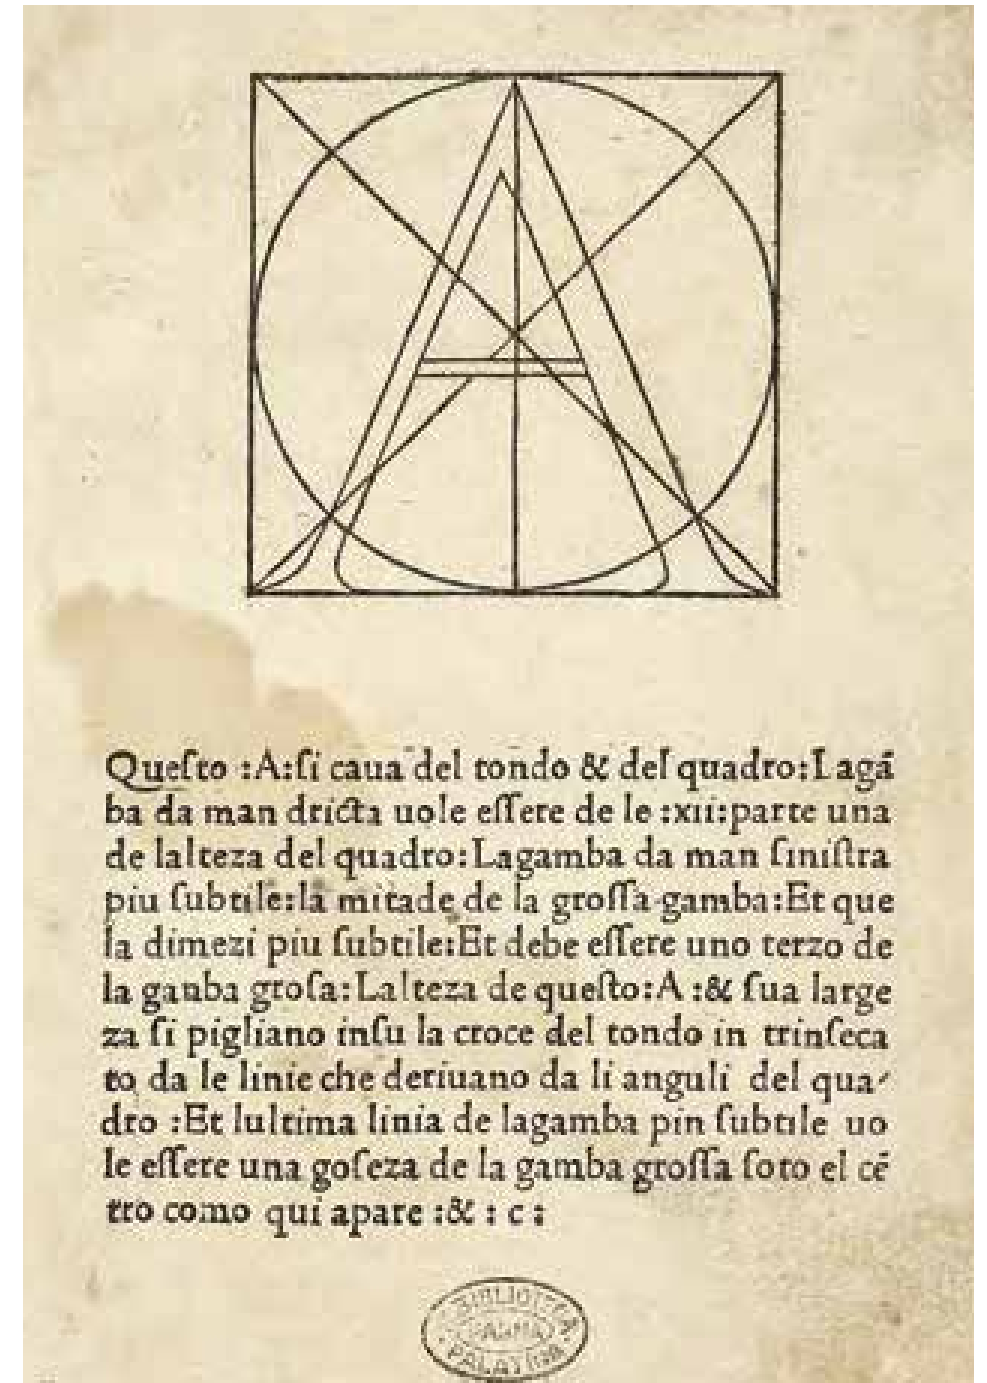 Queſto :A:ſi caua del tondo & del quadro:Lagā
ba da man dricta uole eſſere de le :xii:parte una
de lalteza del quadro:Lagamba da man ſiniſtra
piu ſubtile:la mitade de la groſſa gamba:Et que
ſa dimezi piu ſubtile:Et debe eſſere uno terzo de
la gauba groſa:Lalteza de queſto:A :& ſua large
za ſi pigliano inſu la croce del tondo in trinſeca
to da le linie che deriuano da li anguli del qua⸗
dro :Et lultima linia de lagamba pin ſubtile uo
le eſſere una goſeza de la gamba groſſa ſoto el cē
tro como qui apare :& : c :
BIBLIOTECA
PARMA
PALATINA